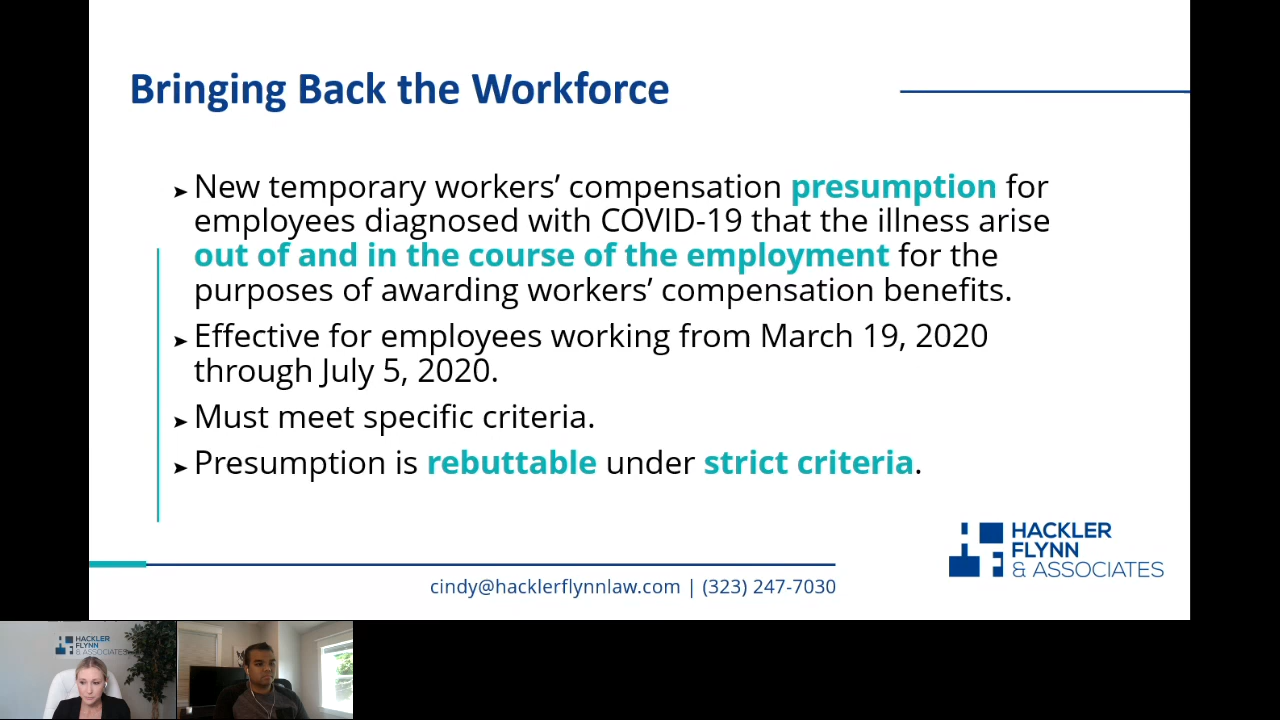 Bringing Back the Workforce
➤ New temporary workers’ compensation presumption for
employees diagnosed with COVID-19 that the illness arise
out of and in the course of the employment for the
purposes of awarding workers’ compensation benefits.
➤ Effective for employees working from March 19, 2020
through July 5, 2020.
➤ Must meet specific criteria.
➤ Presumption is rebuttable under strict criteria.
HACKLER
FLYNN
& ASSOCIATES
cindy@hacklerflynnlaw.com | (323) 247-7030
HACKLER
FLYNN
& ASSOCIATES